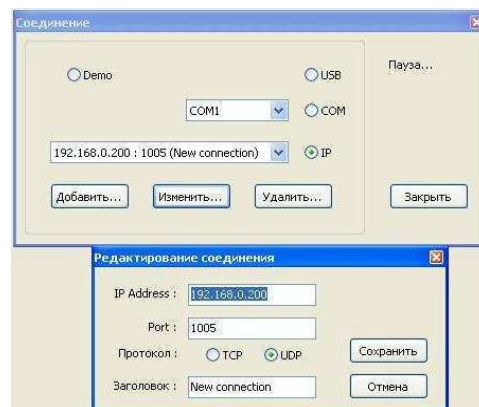 Соединение
Demo
USB
Пауза...
COM1
COM
192.168.0.200 : 1005 (New connection)
IP
Добавить...
Изменить...
Удалить...
Закрыть
Редактирование соединения
IP Address :
192.168.0.200
Port :
1005
Протокол :
TCP
UDP
Сохранить
Заголовок :
New connection
Отмена